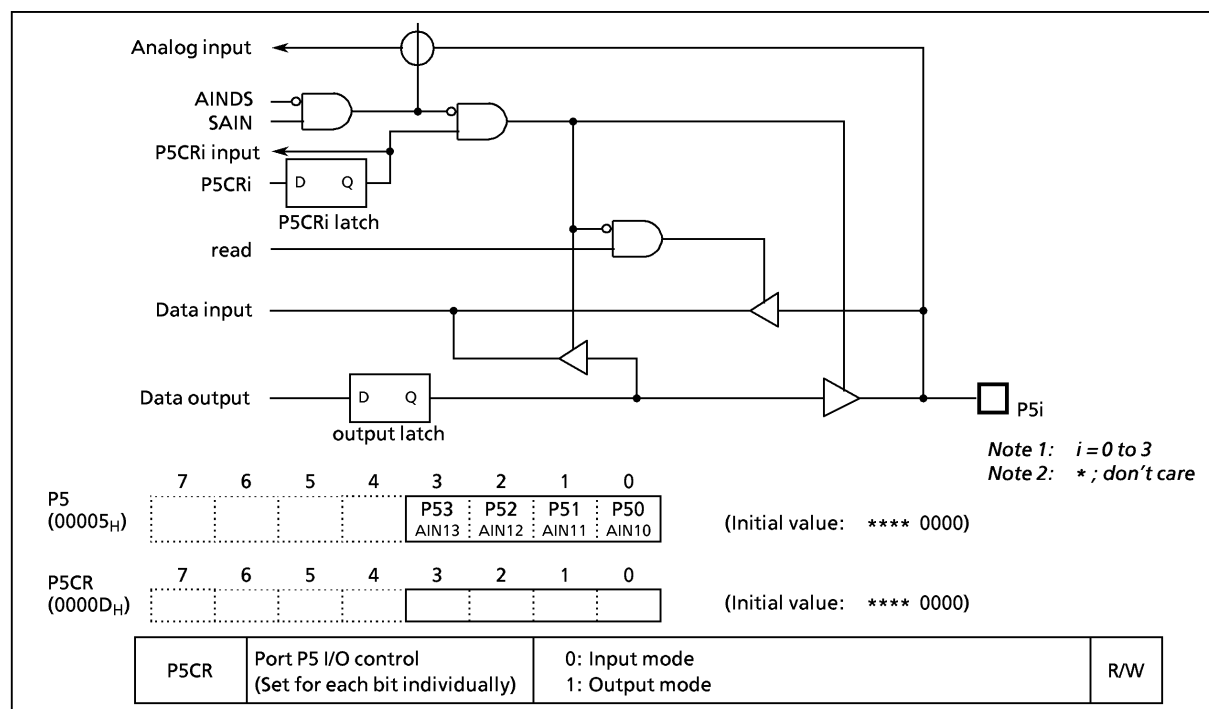 Analog input
AINDS
SAIN
P5CRi input
P5CRi
D Q
P5CRi latch
read
Data input
Data output
D Q
output latch
P5i
Note 1: i = 0 to 3
Note 2: * ; don't care
7 6 5 4 3 2 1 0
P5
(00005H)
P53 P52 P51 P50
AIN13 AIN12 AIN11 AIN10
(Initial value: **** 0000)
7 6 5 4 3 2 1 0
P5CR
(0000DH)
(Initial value: **** 0000)
P5CR
Port P5 I/O control
(Set for each bit individually)
0: Input mode
1: Output mode
R/W